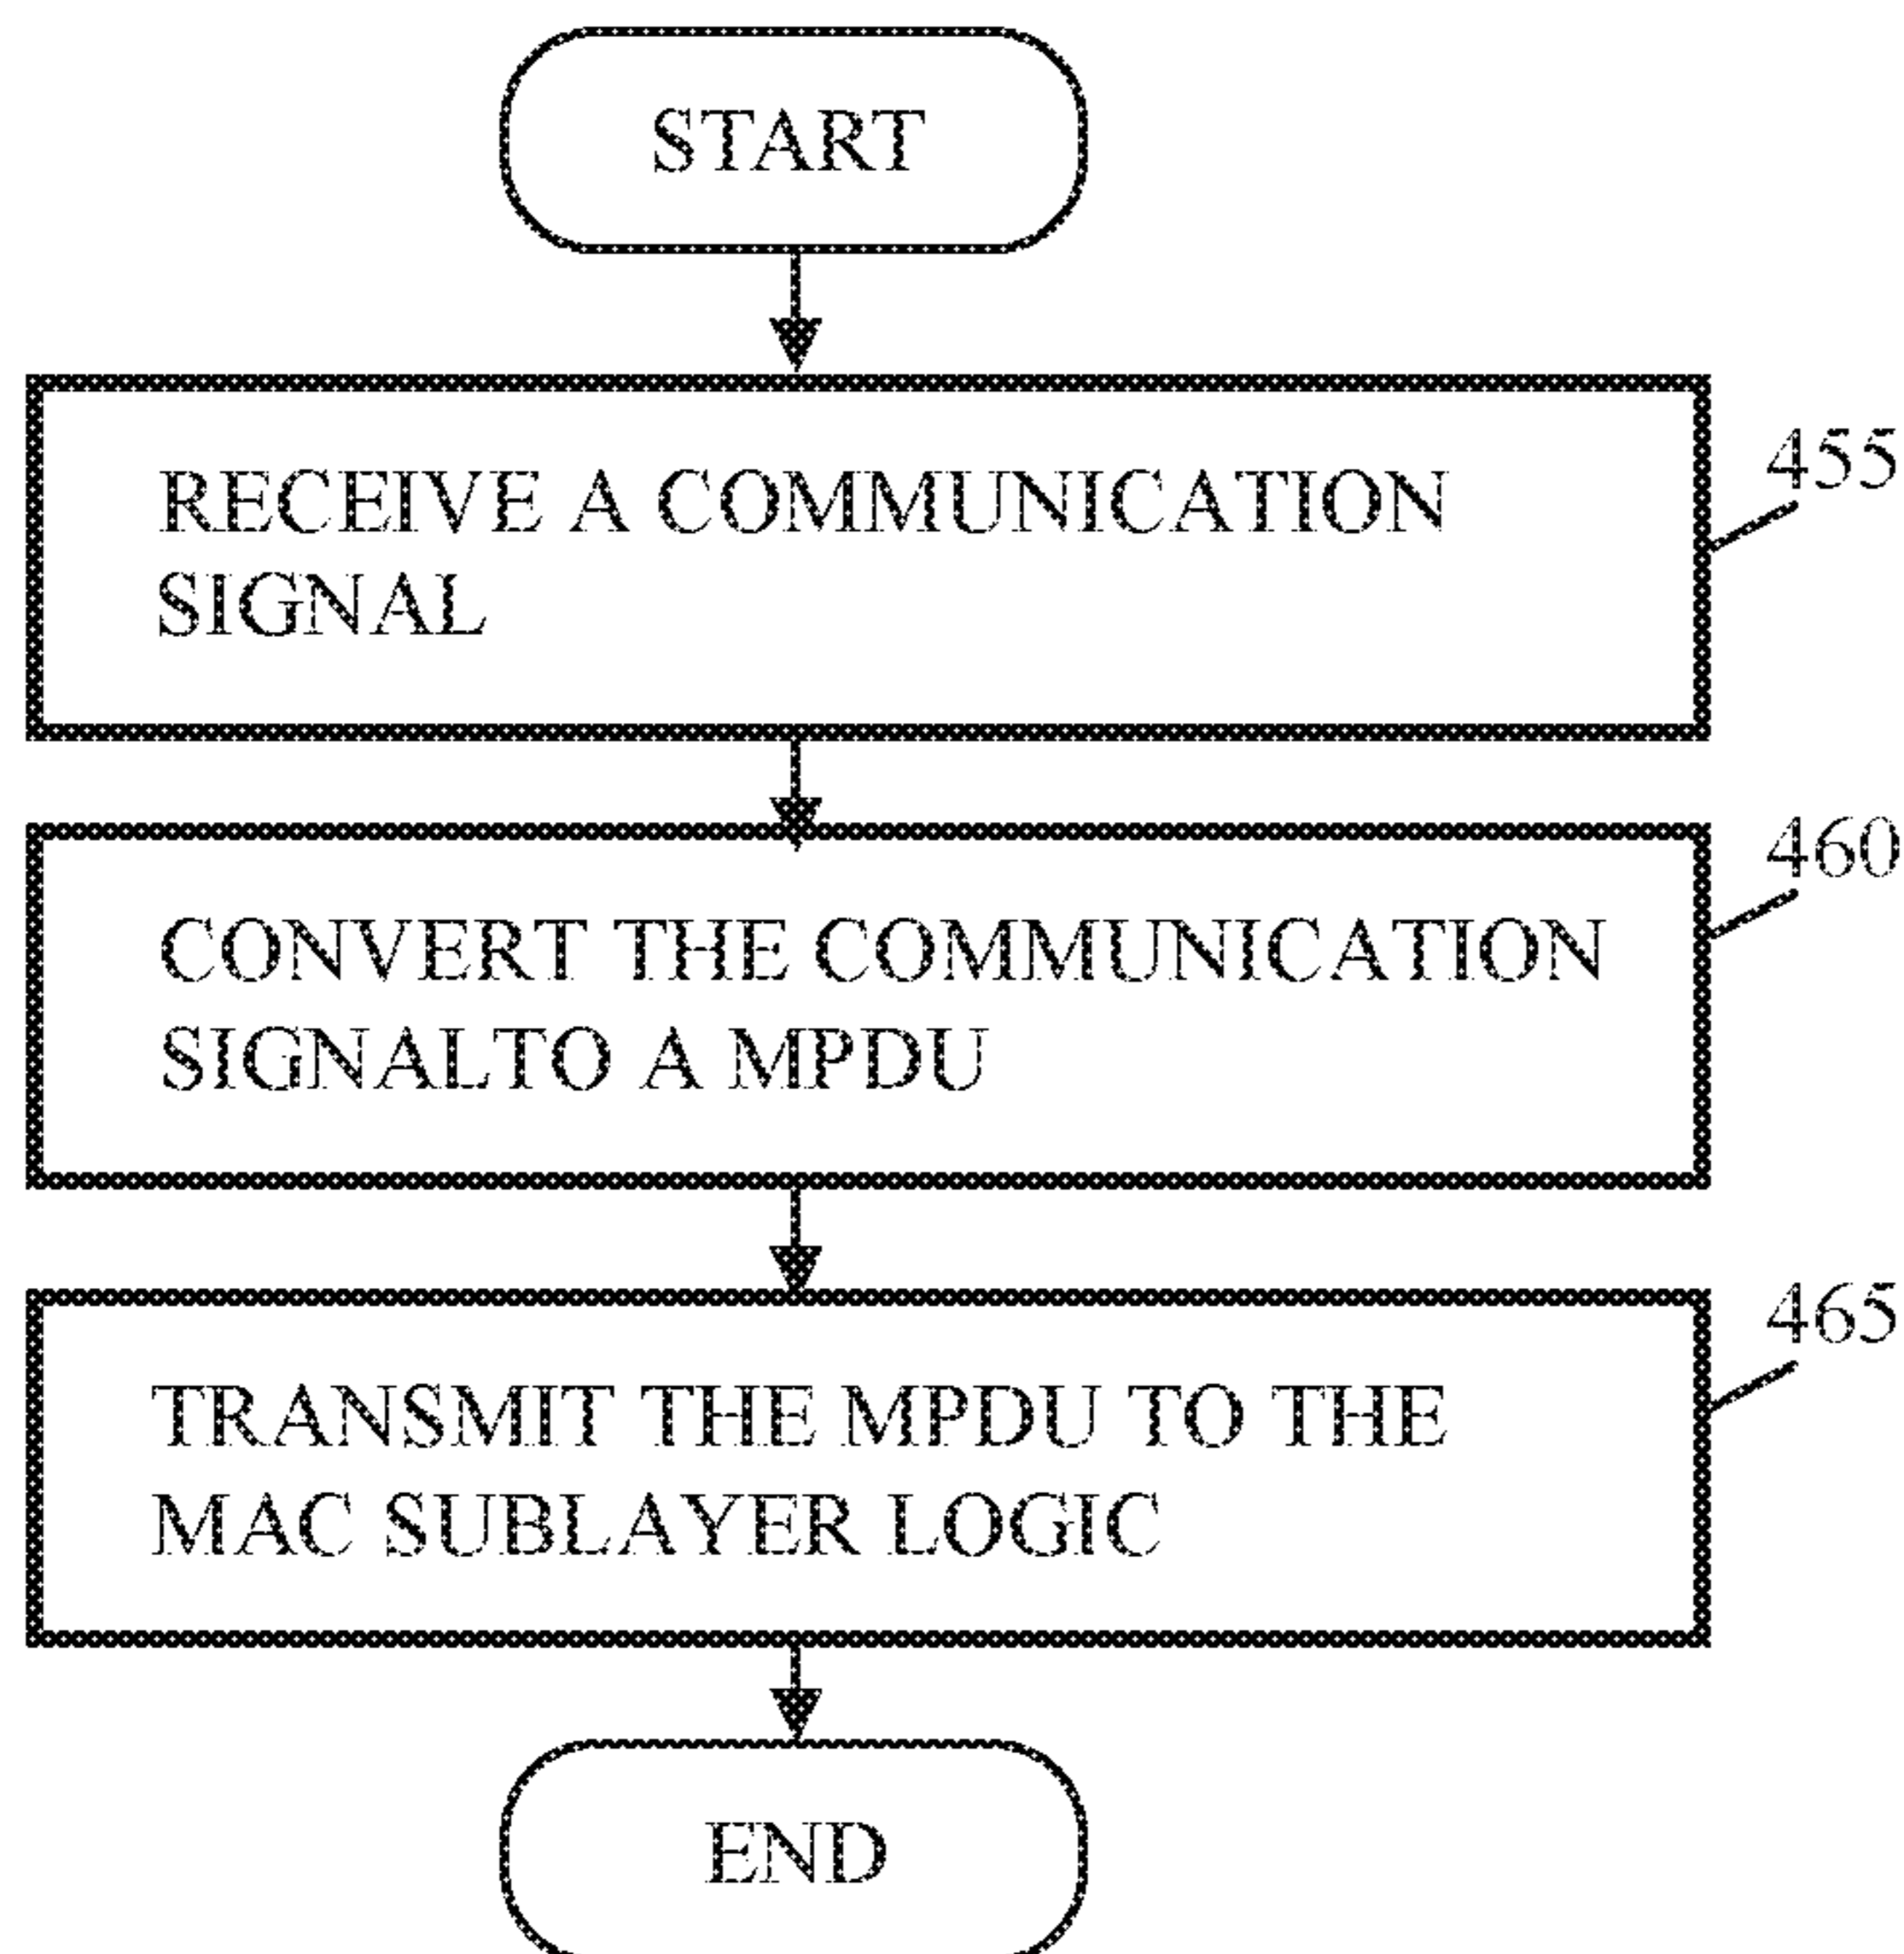 START
RECEIVE A COMMUNICATION
SIGNAL
455
CONVERT THE COMMUNICATION
SIGNALTO A MPDU
460
TRANSMIT THE MPDU TO THE
MAC SUBLAYER LOGIC
465
END